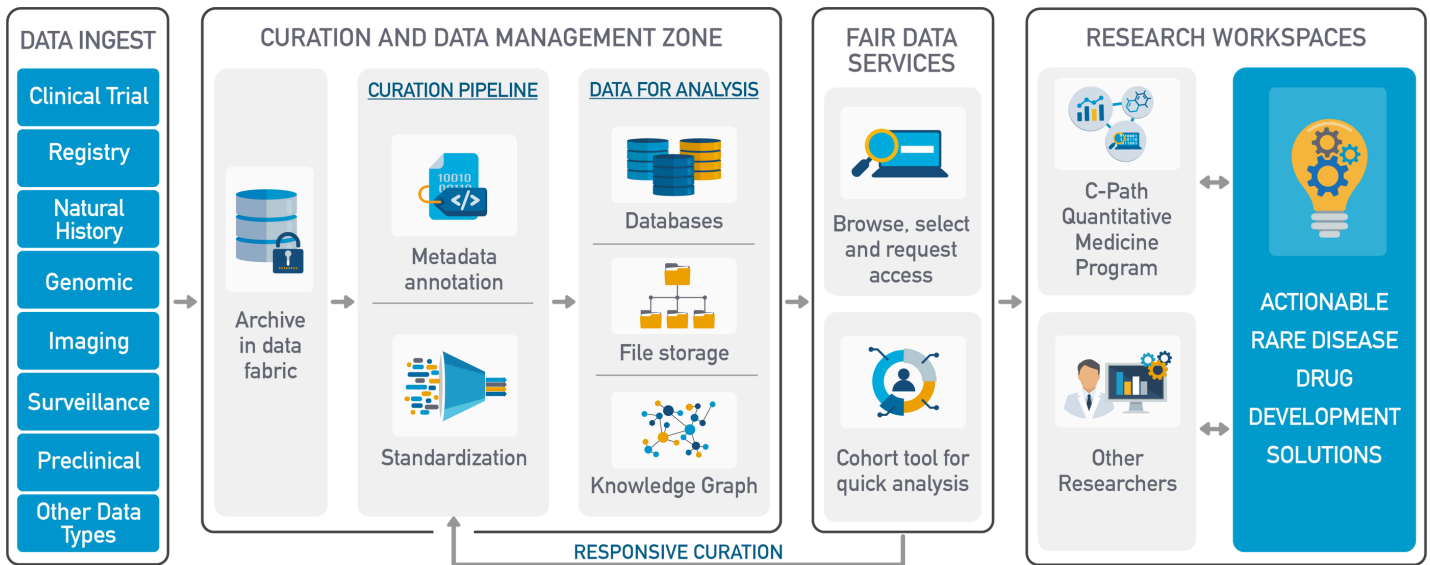 DATA INGEST
Clinical Trial
Registry
Natural
History
Genomic
Imaging
Surveillance
Preclinical
Other Data
Types
CURATION AND DATA MANAGEMENT ZONE
Archive
in data
fabric
CURATION PIPELINE
10010
00110
</>
Metadata
annotation
Standardization
DATA FOR ANALYSIS
Databases
File storage
Knowledge Graph
FAIR DATA
SERVICES
Browse, select
and request
access
Cohort tool for
quick analysis
RESPONSIVE CURATION
RESEARCH WORKSPACES
C-Path
Quantitative
Medicine
Program
Other
Researchers
ACTIONABLE
RARE DISEASE
DRUG
DEVELOPMENT
SOLUTIONS